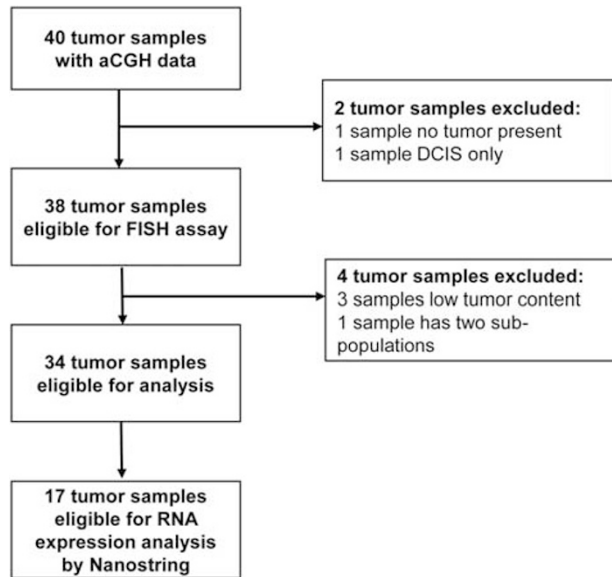 40 tumor samples
with aCGH data
2 tumor samples excluded:
1 sample no tumor present
1 sample DCIS only
38 tumor samples
eligible for FISH assay
4 tumor samples excluded:
3 samples low tumor content
1 sample has two sub-
populations
34 tumor samples
eligible for analysis
17 tumor samples
eligible for RNA
expression analysis
by Nanostring